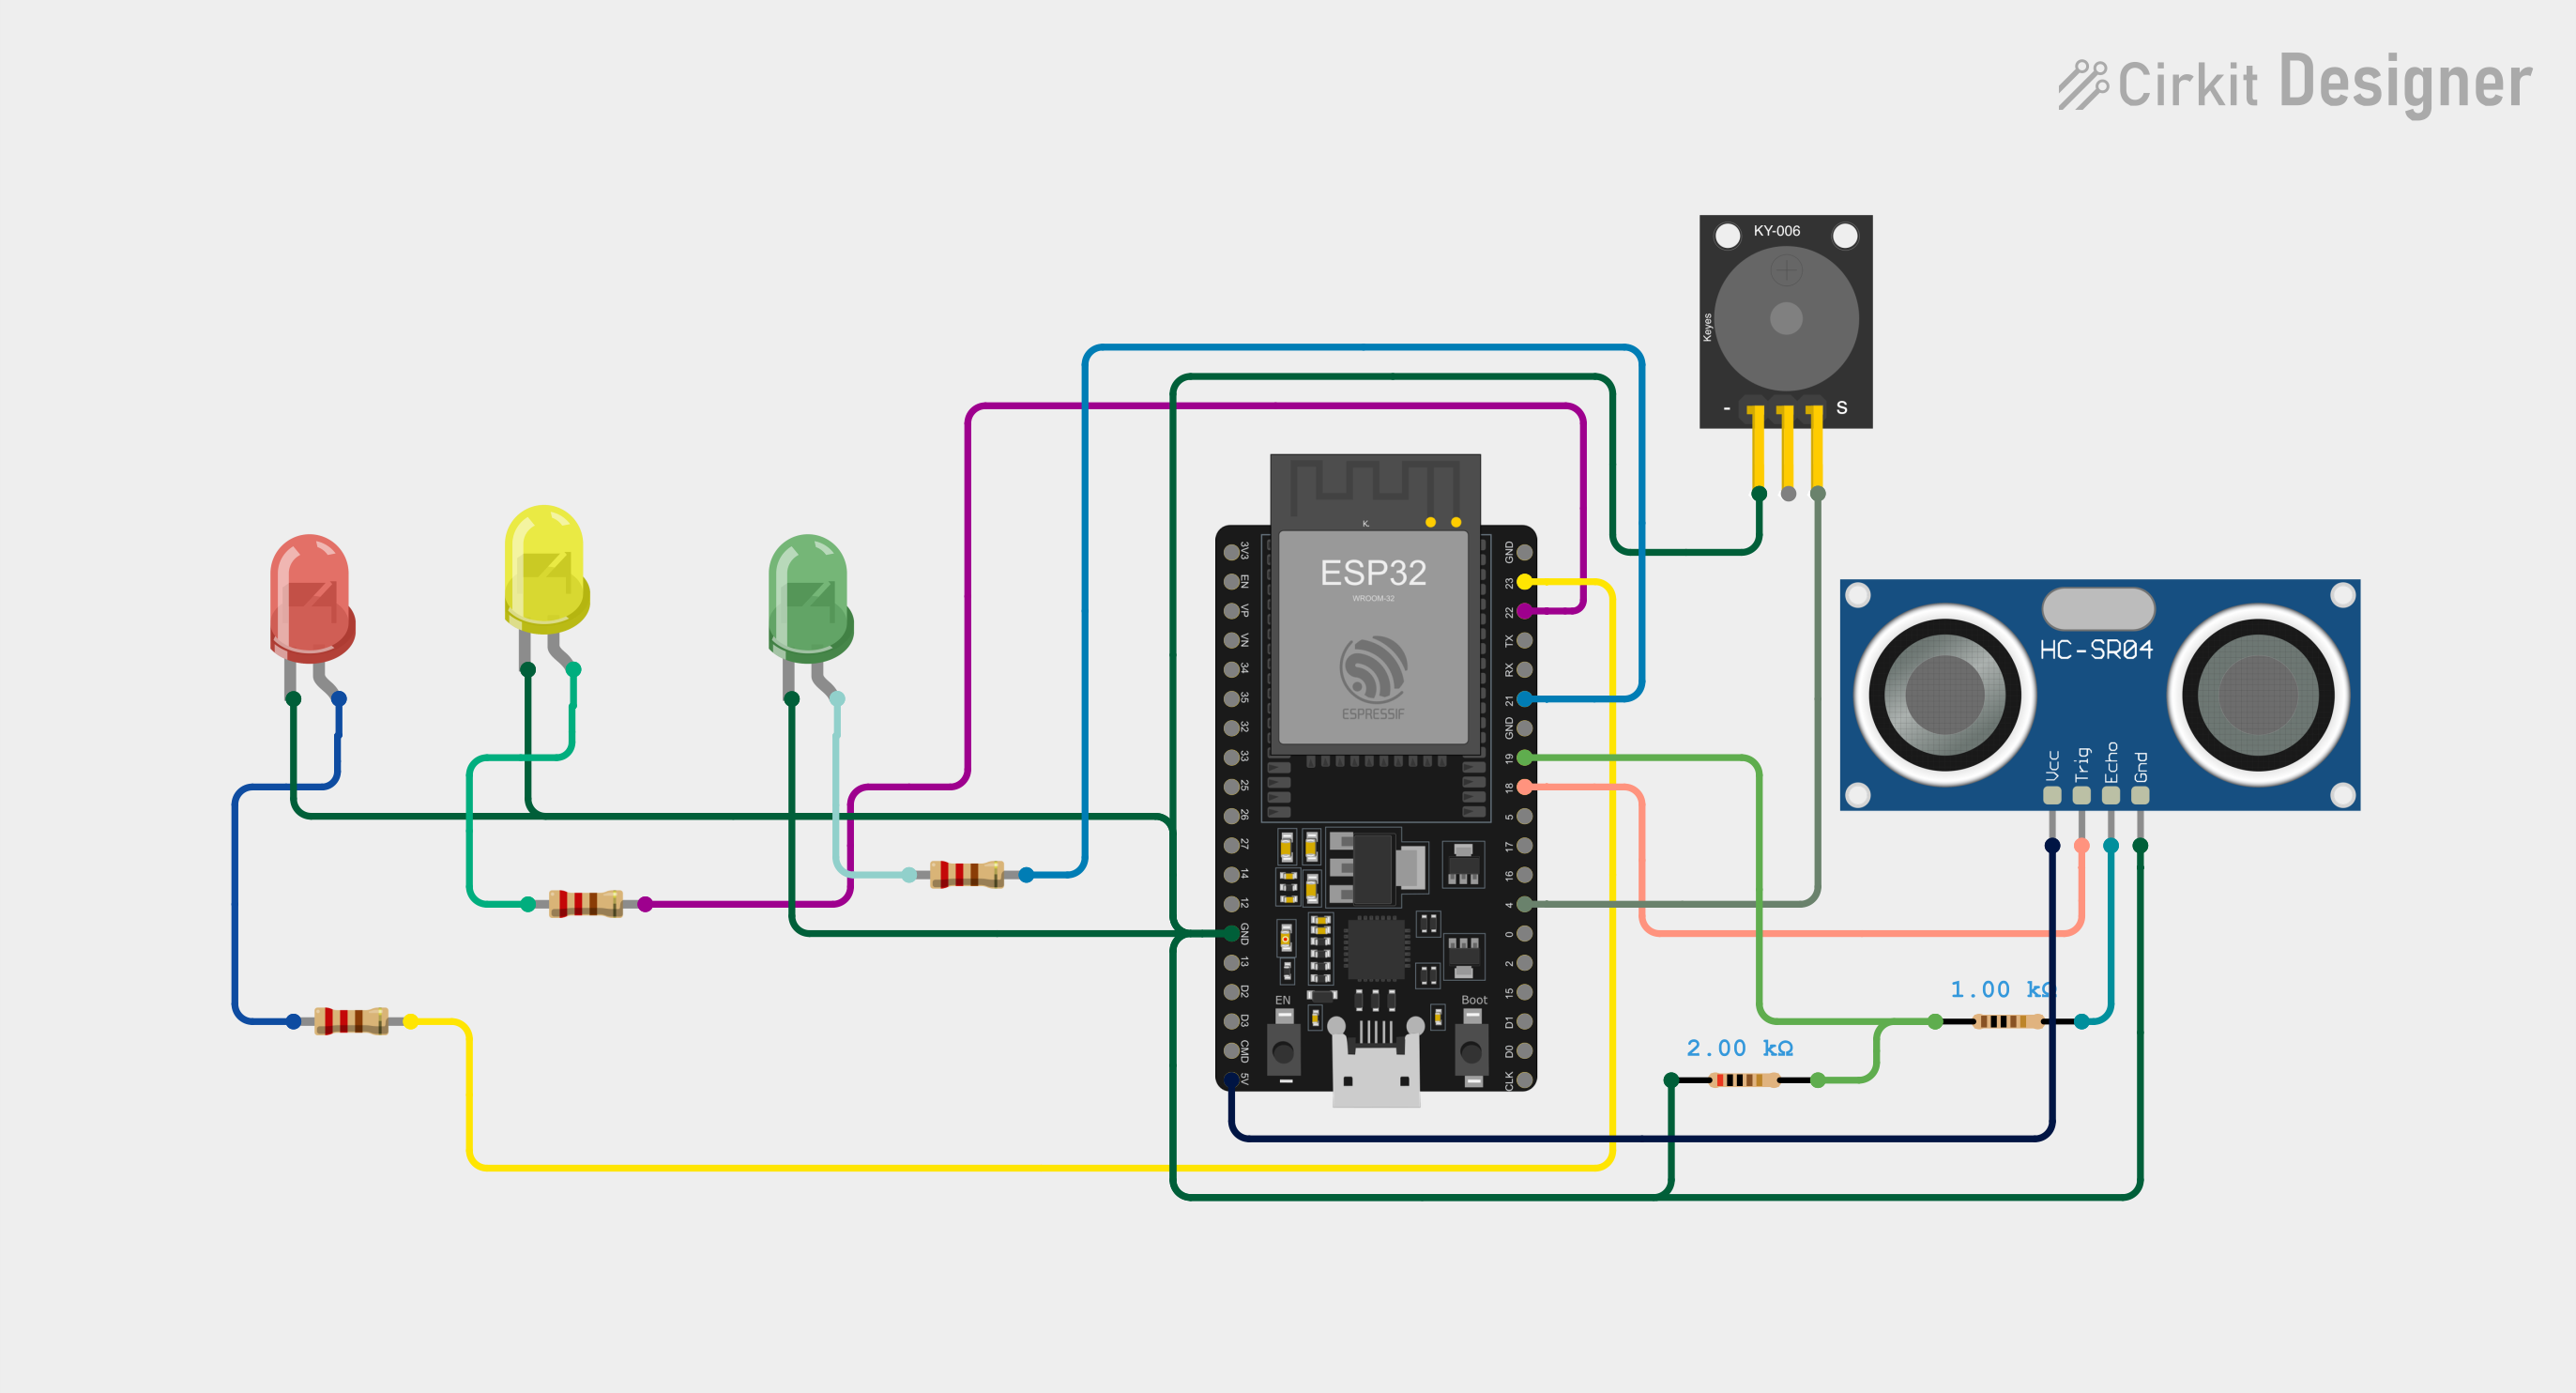 Cirkit Designer
KY-006
Keyes
- S
K.
ESP32
WROOM-32
ESPRESSIF
3V3
EN
VP
VN
34
35
32
33
25
26
27
14
12
GND
13
D2
D3
CMD
5V
GND
23
22
TX
RX
21
GND
19
18
5
17
16
4
0
2
15
D1
D0
CLK
EN
Boot
HC-SR04
Vcc
Trig
Echo
Gnd
1.00 kΩ
2.00 kΩ